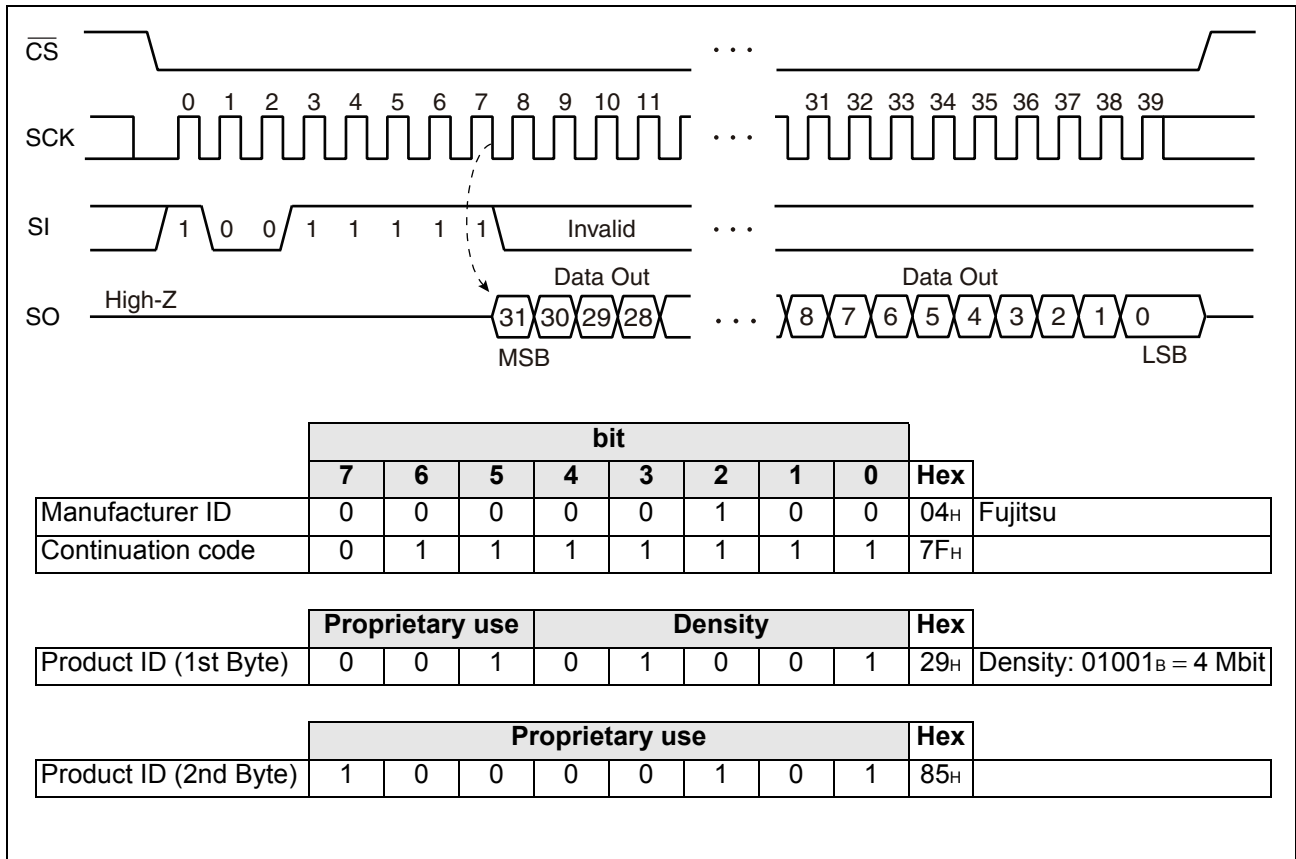 CS
· · ·
0 1 2 3 4 5 6 7 8 9 10 11 31 32 33 34 35 36 37 38 39
SCK · · ·
SI 1 0 0 1 1 1 1 1 Invalid · · ·
Data Out Data Out
High-Z
SO 31 30 29 28 · · · 8 7 6 5 4 3 2 1 0
MSB LSB
bit
7 6 5 4 3 2 1 0 Hex
Manufacturer ID 0 0 0 0 0 1 0 0 04H Fujitsu
Continuation code 0 1 1 1 1 1 1 1 7FH
Proprietary use Density Hex
Product ID (1st Byte) 0 0 1 0 1 0 0 1 29H Density: 01001B = 4 Mbit
Proprietary use Hex
Product ID (2nd Byte) 1 0 0 0 0 1 0 1 85H